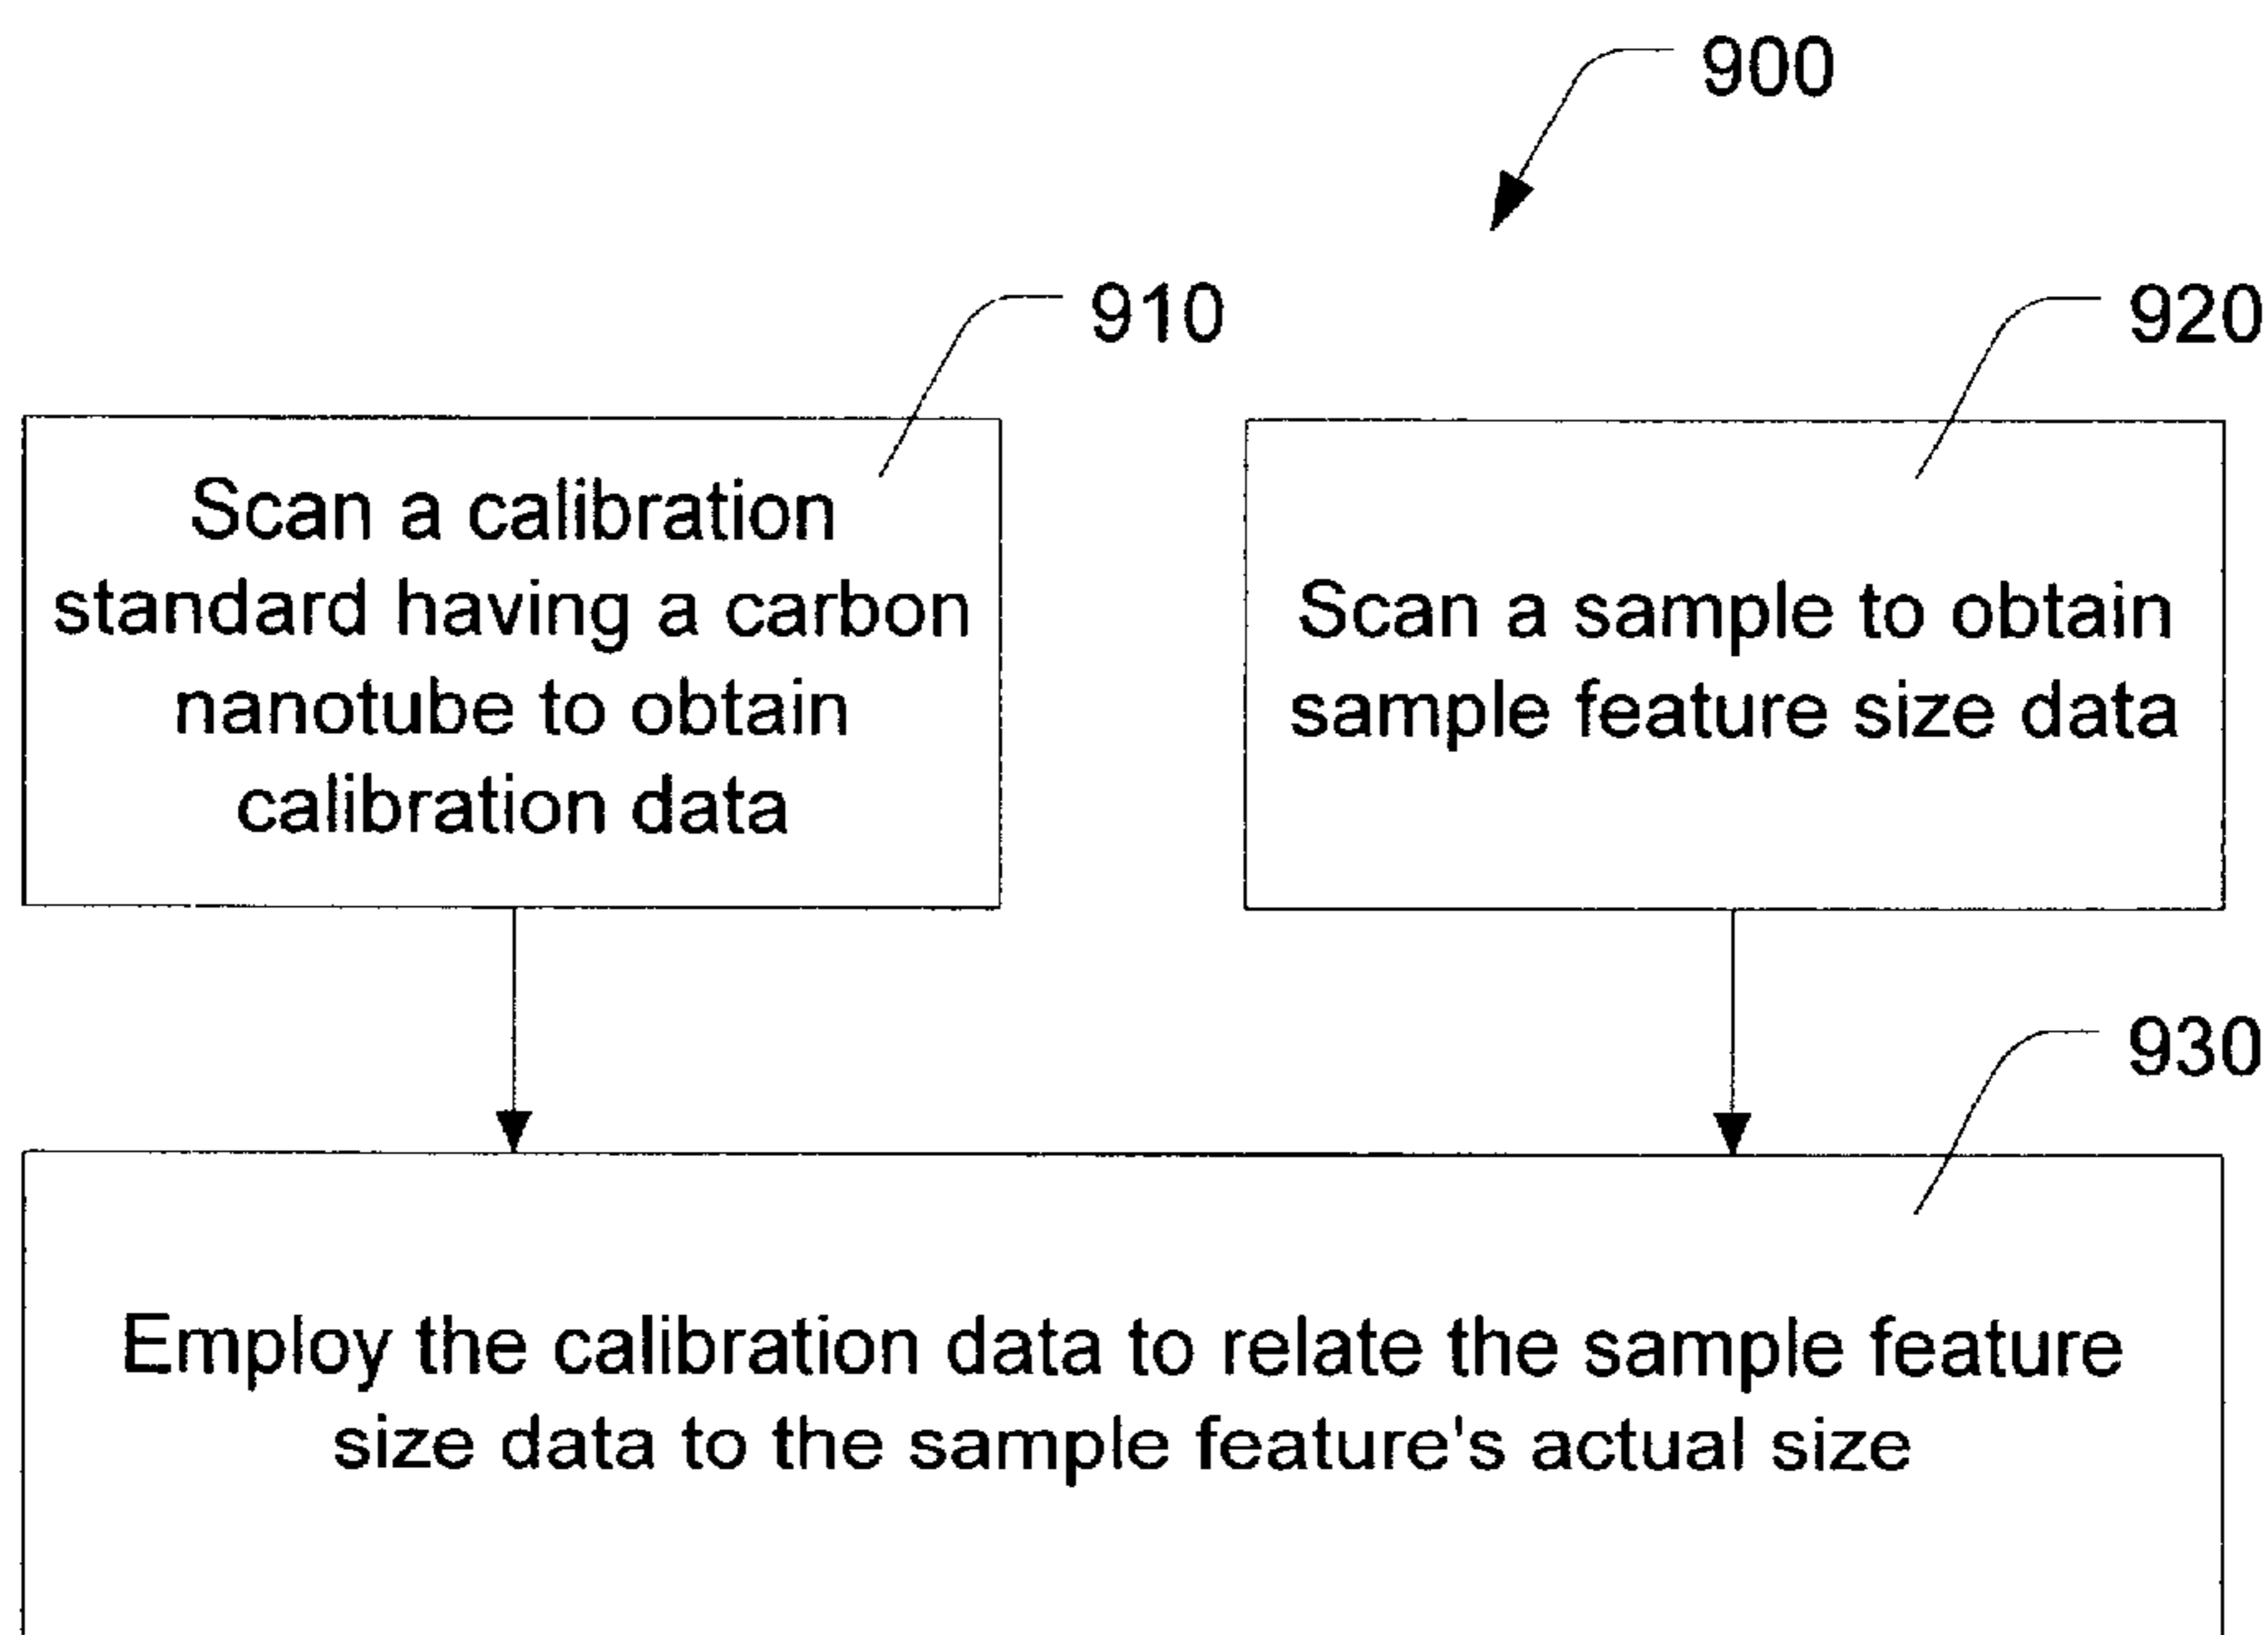 900
910
920
Scan a calibration
standard having a carbon
nanotube to obtain
calibration data
Scan a sample to obtain
sample feature size data
930
Employ the calibration data to relate the sample feature
size data to the sample feature's actual size